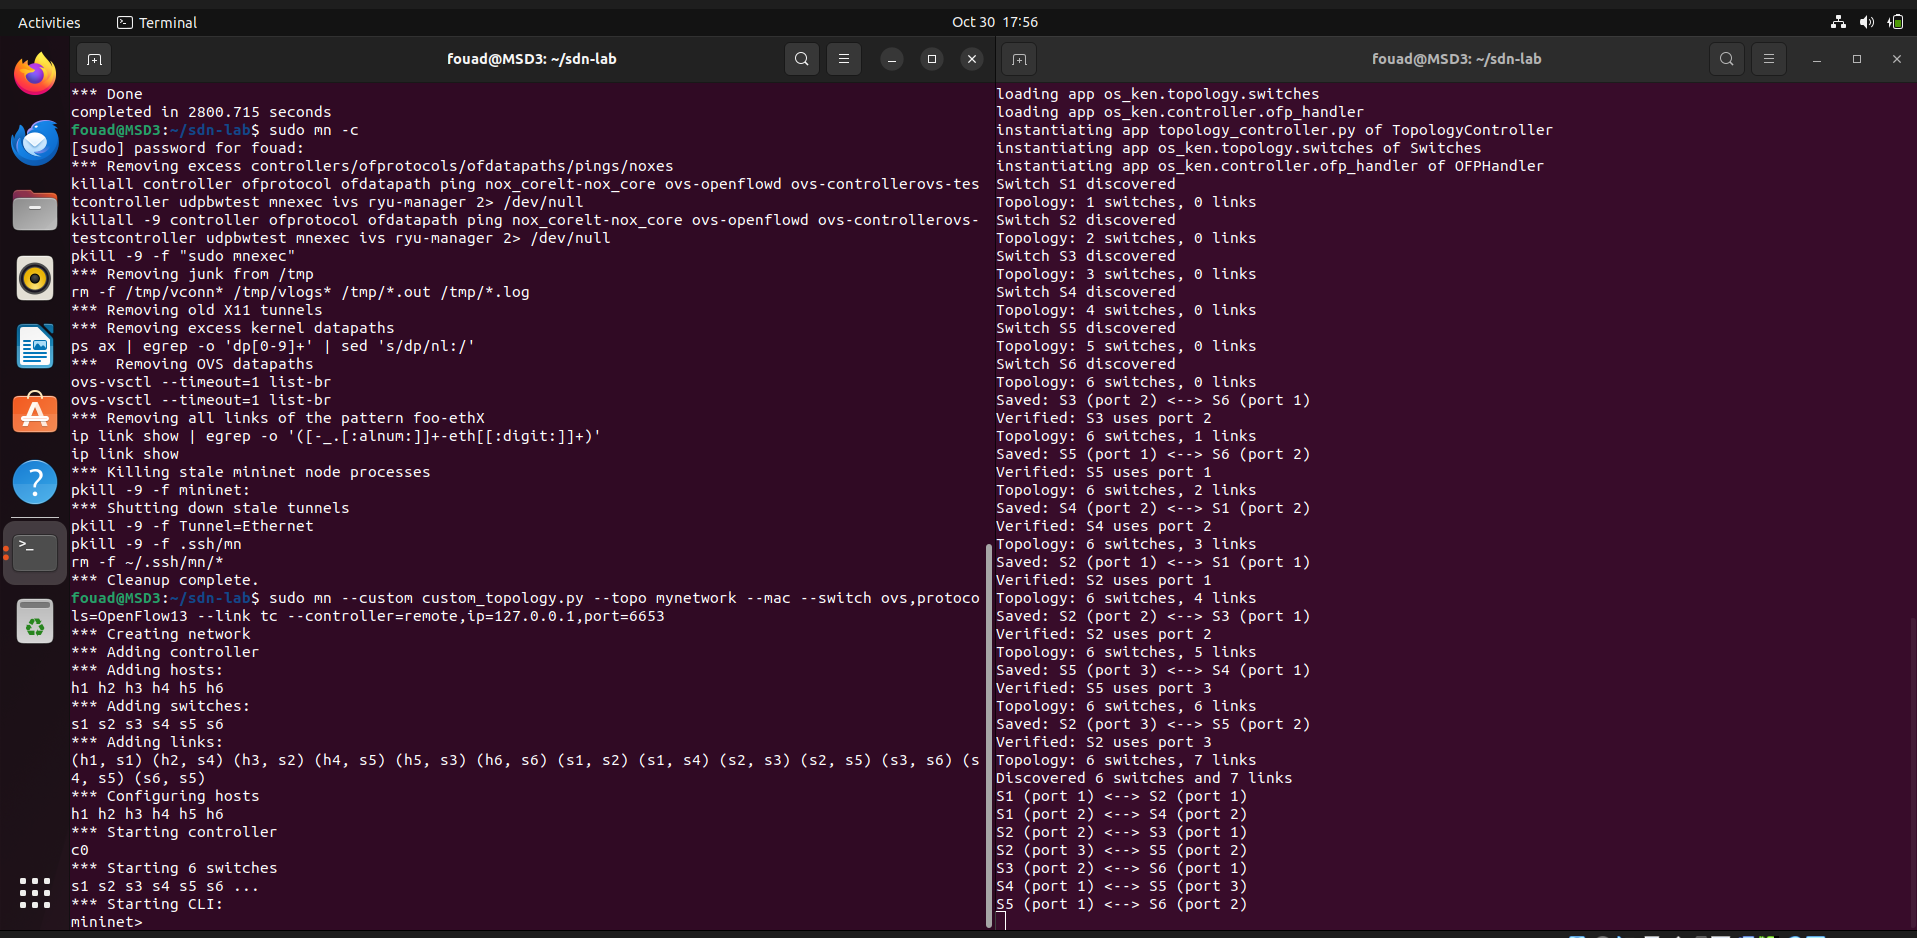 Activities
Terminal
Oct 30 17:56
fouad@MSD3: ~/sdn-lab
*** Done
completed in 2800.715 seconds
fouad@MSD3:~/sdn-lab$ sudo mn -c
[sudo] password for fouad:
*** Removing excess controllers/ofprotocols/ofdatapaths/pings/noxes
killall controller ofprotocol ofdatapath ping nox_corelt-nox_core ovs-openflowd ovs-controllerovs-tes
tcontroller udpbwtest mnexec ivs ryu-manager 2> /dev/null
killall -9 controller ofprotocol ofdatapath ping nox_corelt-nox_core ovs-openflowd ovs-controllerovs-
testcontroller udpbwtest mnexec ivs ryu-manager 2> /dev/null
pkill -9 -f "sudo mnexec"
*** Removing junk from /tmp
rm -f /tmp/vconn* /tmp/vlogs* /tmp/*.out /tmp/*.log
*** Removing old X11 tunnels
*** Removing excess kernel datapaths
ps ax | egrep -o 'dp[0-9]+' | sed 's/dp/nl:/'
***  Removing OVS datapaths
ovs-vsctl --timeout=1 list-br
ovs-vsctl --timeout=1 list-br
*** Removing all links of the pattern foo-ethX
ip link show | egrep -o '([-_.[:alnum:]]+-eth[[:digit:]]+)'
ip link show
*** Killing stale mininet node processes
pkill -9 -f mininet:
*** Shutting down stale tunnels
pkill -9 -f Tunnel=Ethernet
pkill -9 -f .ssh/mn
rm -f ~/.ssh/mn/*
*** Cleanup complete.
fouad@MSD3:~/sdn-lab$ sudo mn --custom custom_topology.py --topo mynetwork --mac --switch ovs,protoco
ls=OpenFlow13 --link tc --controller=remote,ip=127.0.0.1,port=6653
*** Creating network
*** Adding controller
*** Adding hosts:
h1 h2 h3 h4 h5 h6
*** Adding switches:
s1 s2 s3 s4 s5 s6
*** Adding links:
(h1, s1) (h2, s4) (h3, s2) (h4, s5) (h5, s3) (h6, s6) (s1, s2) (s1, s4) (s2, s3) (s2, s5) (s3, s6) (s
4, s5) (s6, s5)
*** Configuring hosts
h1 h2 h3 h4 h5 h6
*** Starting controller
c0
*** Starting 6 switches
s1 s2 s3 s4 s5 s6 ...
*** Starting CLI:
mininet>
fouad@MSD3: ~/sdn-lab
loading app os_ken.topology.switches
loading app os_ken.controller.ofp_handler
instantiating app topology_controller.py of TopologyController
instantiating app os_ken.topology.switches of Switches
instantiating app os_ken.controller.ofp_handler of OFPHandler
Switch S1 discovered
Topology: 1 switches, 0 links
Switch S2 discovered
Topology: 2 switches, 0 links
Switch S3 discovered
Topology: 3 switches, 0 links
Switch S4 discovered
Topology: 4 switches, 0 links
Switch S5 discovered
Topology: 5 switches, 0 links
Switch S6 discovered
Topology: 6 switches, 0 links
Saved: S3 (port 2) <--> S6 (port 1)
Verified: S3 uses port 2
Topology: 6 switches, 1 links
Saved: S5 (port 1) <--> S6 (port 2)
Verified: S5 uses port 1
Topology: 6 switches, 2 links
Saved: S4 (port 2) <--> S1 (port 2)
Verified: S4 uses port 2
Topology: 6 switches, 3 links
Saved: S2 (port 1) <--> S1 (port 1)
Verified: S2 uses port 1
Topology: 6 switches, 4 links
Saved: S2 (port 2) <--> S3 (port 1)
Verified: S2 uses port 2
Topology: 6 switches, 5 links
Saved: S5 (port 3) <--> S4 (port 1)
Verified: S5 uses port 3
Topology: 6 switches, 6 links
Saved: S2 (port 3) <--> S5 (port 2)
Verified: S2 uses port 3
Topology: 6 switches, 7 links
Discovered 6 switches and 7 links
S1 (port 1) <--> S2 (port 1)
S1 (port 2) <--> S4 (port 2)
S2 (port 2) <--> S3 (port 1)
S2 (port 3) <--> S5 (port 2)
S3 (port 2) <--> S6 (port 1)
S4 (port 1) <--> S5 (port 3)
S5 (port 1) <--> S6 (port 2)